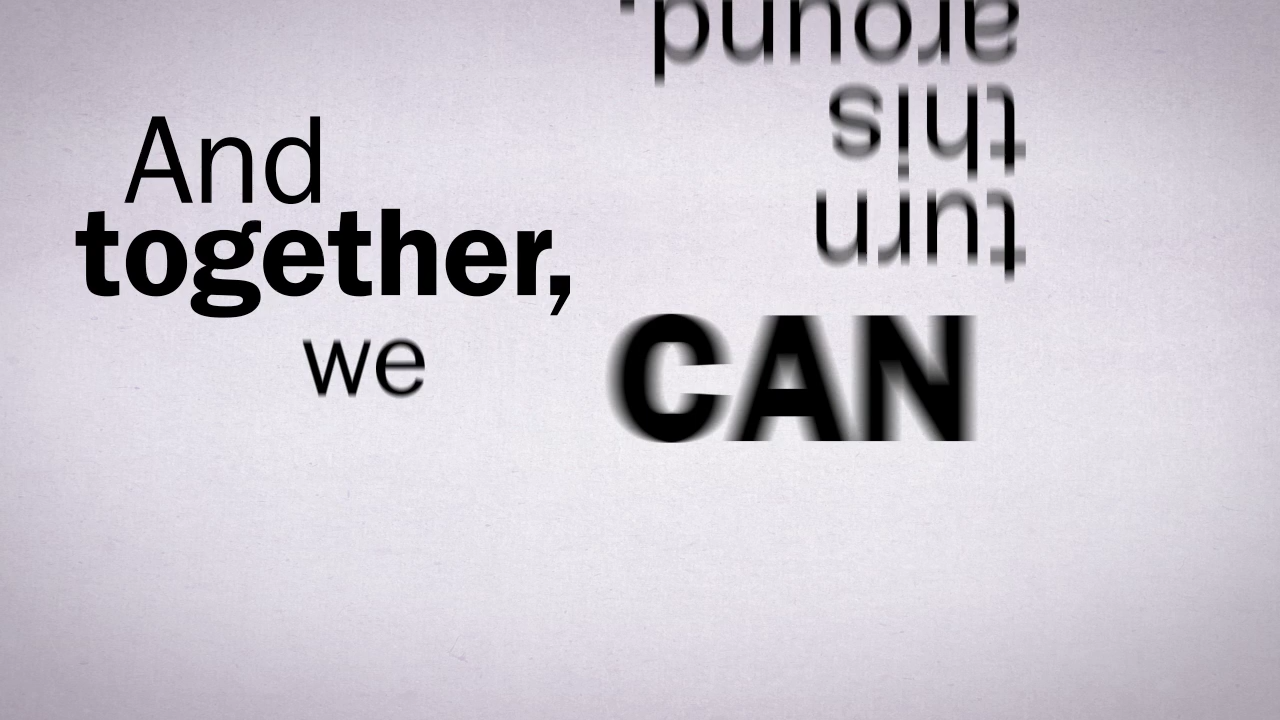 And
together,
we
CAN
turn
this
around.